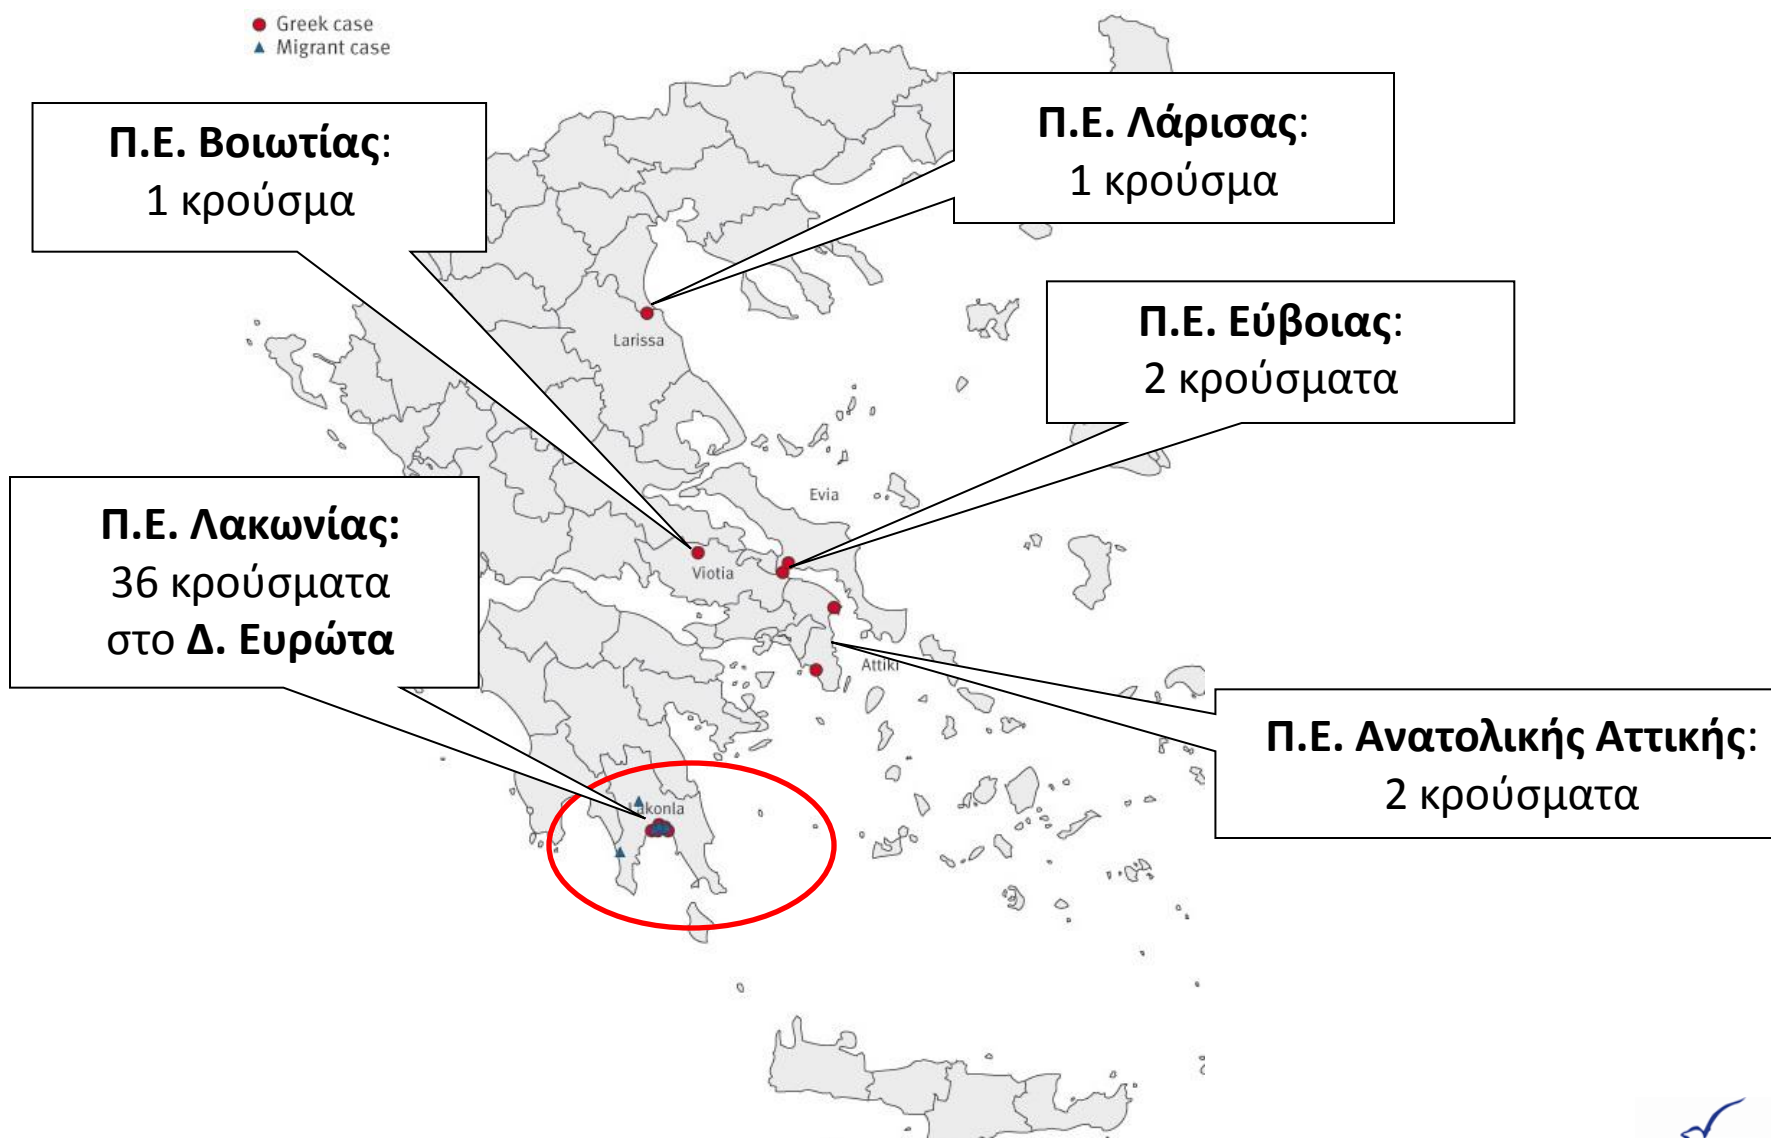 Greek case
Migrant case
Π.Ε. Βοιωτίας:
1 κρούσμα
Π.Ε. Λάρισας:
1 κρούσμα
Π.Ε. Εύβοιας:
2 κρούσματα
Larissa
Evia
Π.Ε. Λακωνίας:
36 κρούσματα
στο Δ. Ευρώτα
Viotia
Attiki
Π.Ε. Ανατολικής Αττικής:
2 κρούσματα
Lakonia